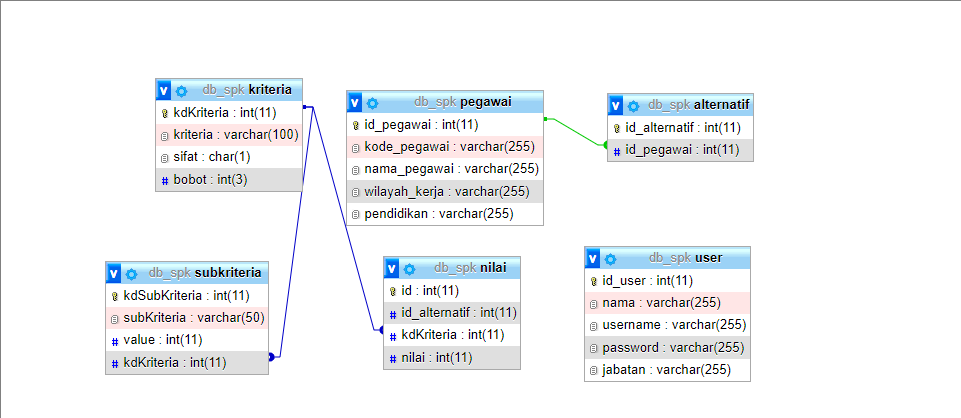 db_spk kriteria
kdKriteria : int(11)
kriteria : varchar(100)
sifat : char(1)
bobot : int(3)
db_spk pegawai
id_pegawai : int(11)
kode_pegawai : varchar(255)
nama_pegawai : varchar(255)
wilayah_kerja : varchar(255)
pendidikan : varchar(255)
db_spk alternatif
id_alternatif : int(11)
id_pegawai : int(11)
db_spk subkriteria
kdSubKriteria : int(11)
subKriteria : varchar(50)
value : int(11)
kdKriteria : int(11)
db_spk nilai
id : int(11)
id_alternatif : int(11)
kdKriteria : int(11)
nilai : int(11)
db_spk user
id_user : int(11)
nama : varchar(255)
username : varchar(255)
password : varchar(255)
jabatan : varchar(255)